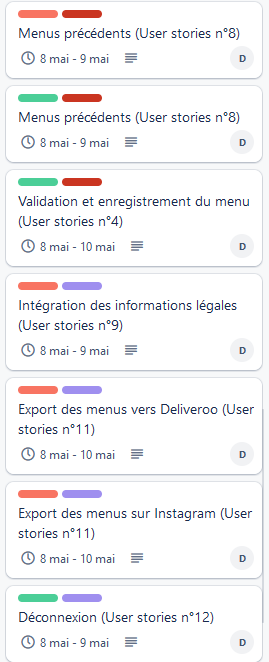 Menus précédents (User stories n°8)
8 mai - 9 mai
D
Menus précédents (User stories n°8)
8 mai - 9 mai
D
Validation et enregistrement du menu
(User stories n°4)
8 mai - 10 mai
D
Intégration des informations légales
(User stories n°9)
8 mai - 9 mai
D
Export des menus vers Deliveroo (User
stories n°11)
8 mai - 10 mai
D
Export des menus sur Instagram (User
stories n°11)
8 mai - 10 mai
D
Déconnexion (User stories n°12)
8 mai - 9 mai
D